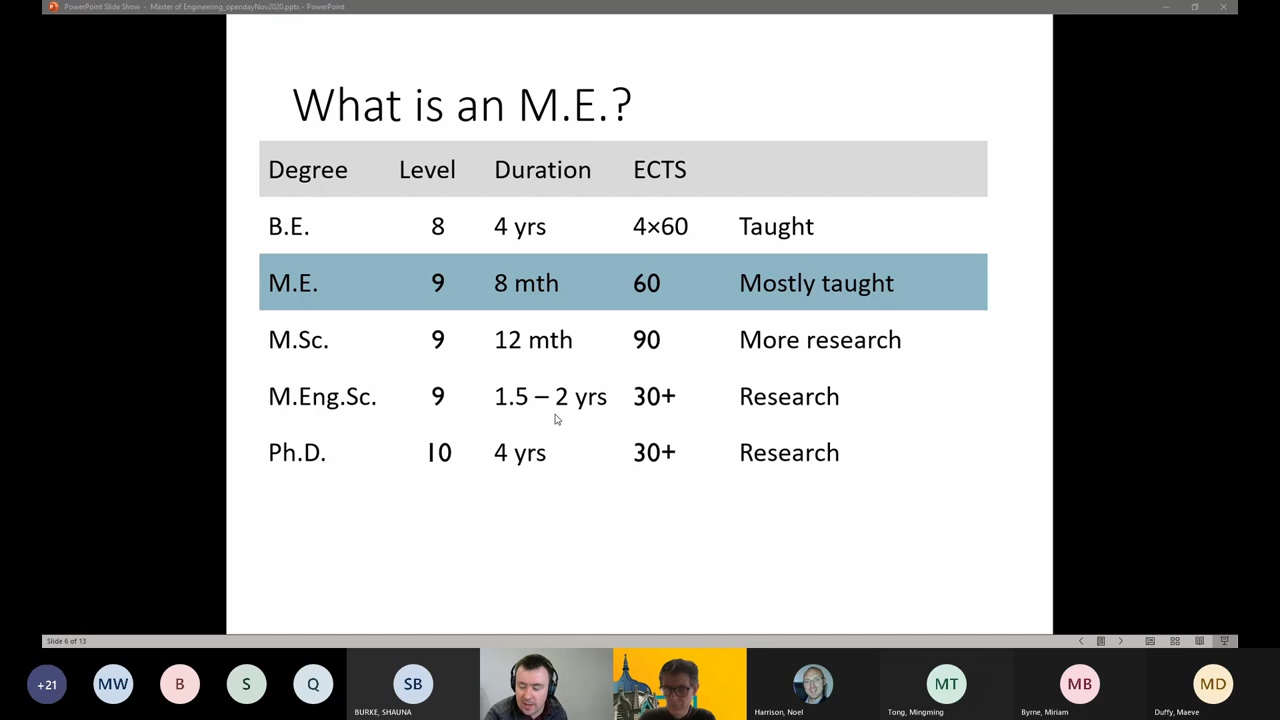 PowerPoint Slide Show - Master of Engineering_opendayNov2020.pptx - PowerPoint
What is an M.E.?
Degree Level Duration ECTS
B.E. 8 4 yrs 4×60 Taught
M.E. 9 8 mth 60 Mostly taught
M.Sc. 9 12 mth 90 More research
M.Eng.Sc. 9 1.5 – 2 yrs 30+ Research
Ph.D. 10 4 yrs 30+ Research
Slide 6 of 13
+21 MW B S Q SB MT MB MD
BURKE, SHAUNA Harrison, Noel Tong, Mingming Byrne, Miriam Duffy, Maeve